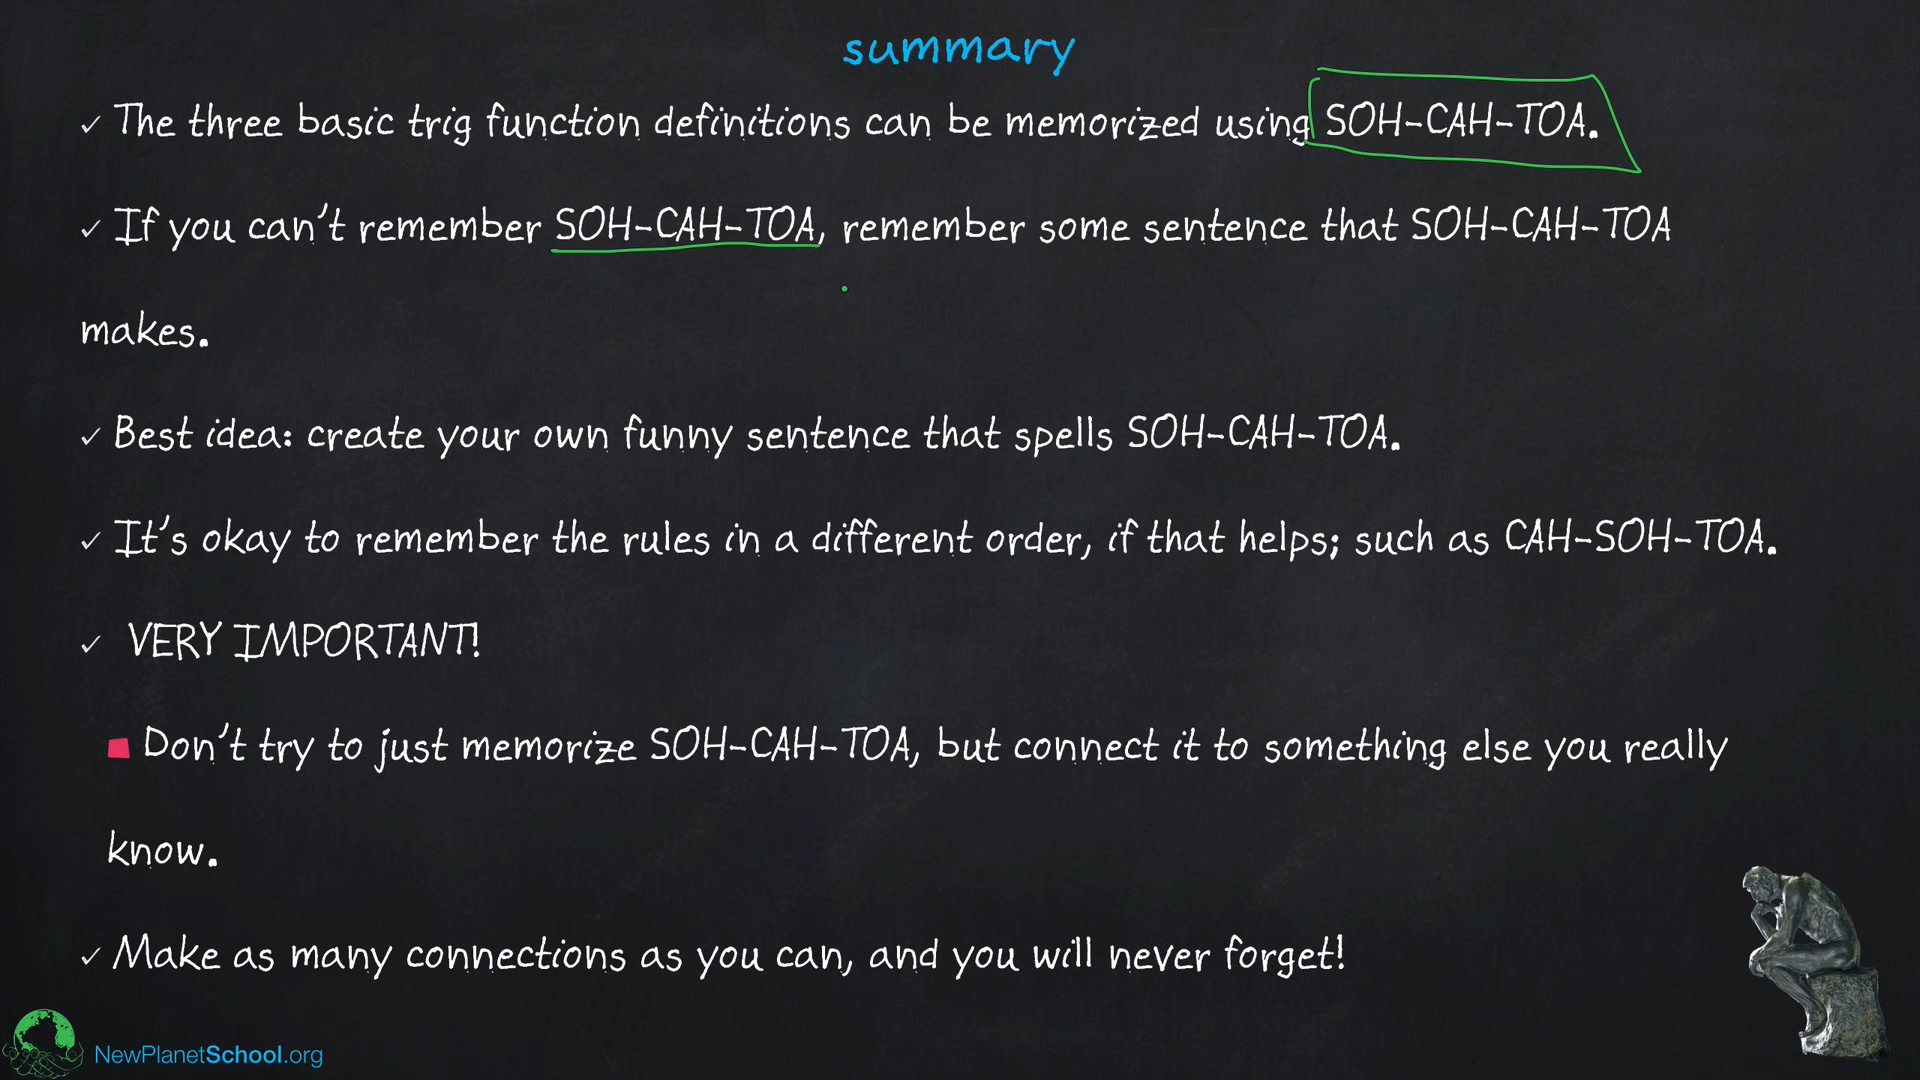 summary
✓ The three basic trig function definitions can be memorized using SOH-CAH-TOA.
✓ If you can't remember SOH-CAH-TOA, remember some sentence that SOH-CAH-TOA
makes.
✓ Best idea: create your own funny sentence that spells SOH-CAH-TOA.
✓ It's okay to remember the rules in a different order, if that helps; such as CAH-SOH-TOA.
✓ VERY IMPORTANT!
■ Don't try to just memorize SOH-CAH-TOA, but connect it to something else you really
know.
✓ Make as many connections as you can, and you will never forget!
NewPlanetSchool.org